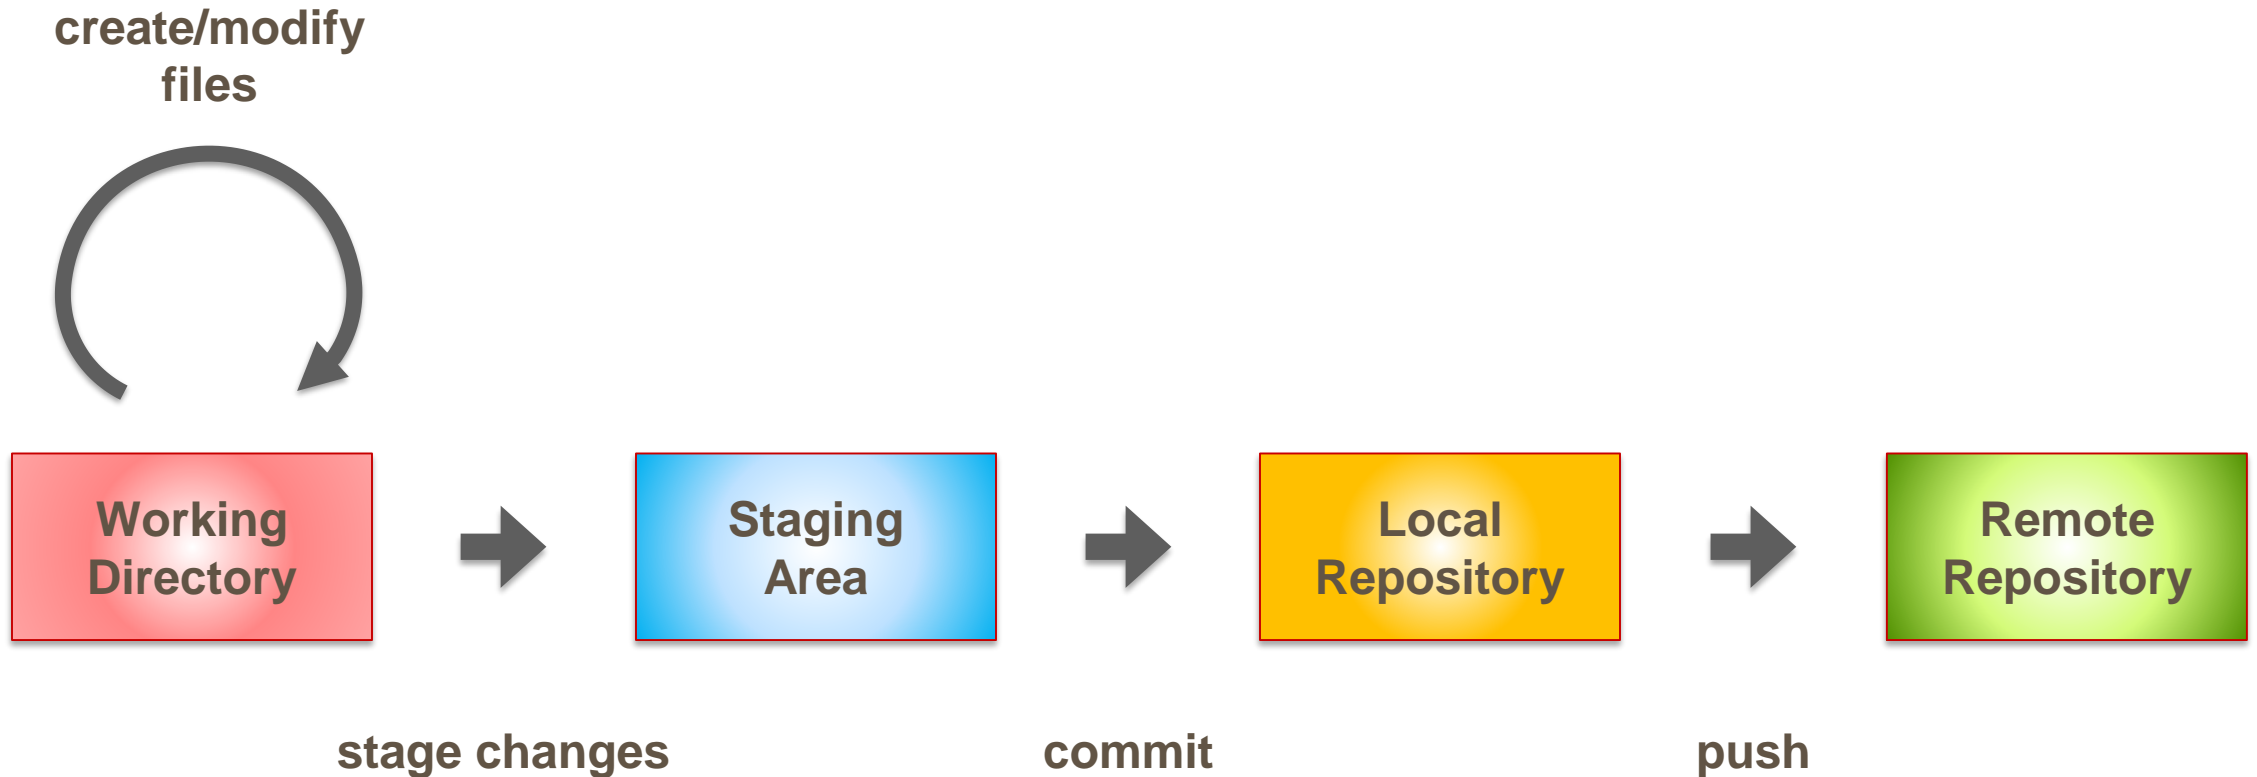 create/modify
files
Working
Directory
Staging
Area
Local
Repository
Remote
Repository
stage changes
commit
push